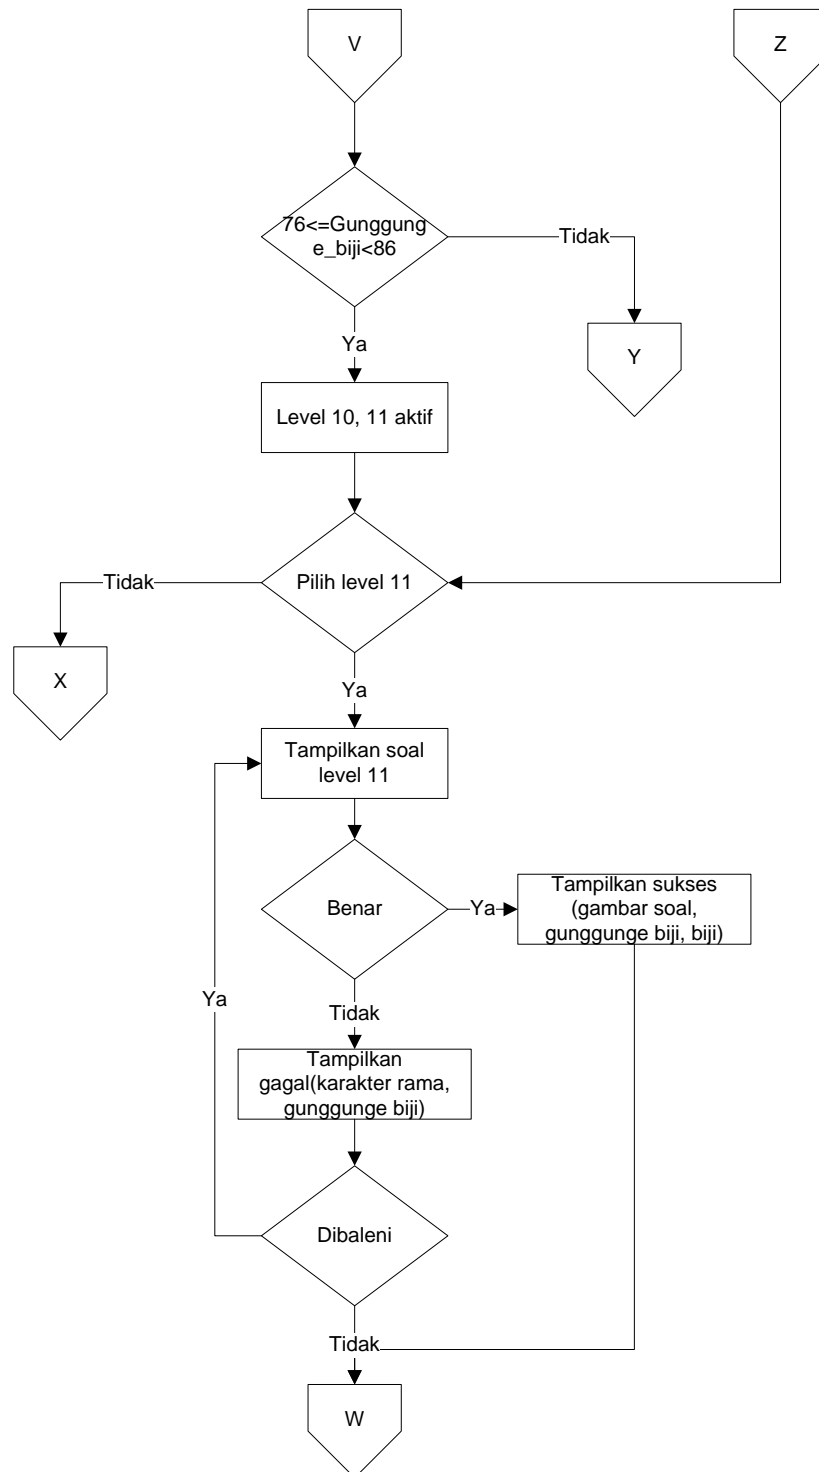 V
Z
76<=Gunggung
e_biji<86
Tidak
Y
Ya
Level 10, 11 aktif
Pilih level 11
Tidak
X
Ya
Tampilkan soal
level 11
Benar
Ya
Tampilkan sukses
(gambar soal,
gunggunge biji, biji)
Ya
Tidak
Tampilkan
gagal(karakter rama,
gunggunge biji)
Dibaleni
Tidak
W